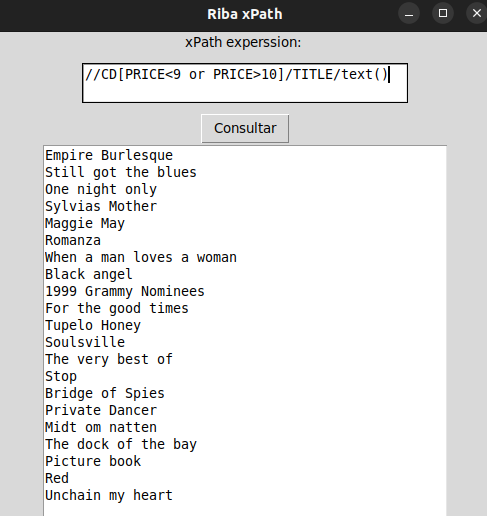 Riba xPath
xPath experssion:
//CD[PRICE<9 or PRICE>10]/TITLE/text()
Consultar
Empire Burlesque
Still got the blues
One night only
Sylvias Mother
Maggie May
Romanza
When a man loves a woman
Black angel
1999 Grammy Nominees
For the good times
Tupelo Honey
Soulsville
The very best of
Stop
Bridge of Spies
Private Dancer
Midt om natten
The dock of the bay
Picture book
Red
Unchain my heart